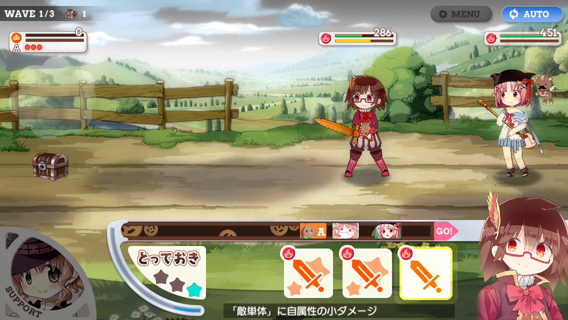 WAVE 1/3
1
MENU
AUTO
0
A
286
451
A
GO!
とっておき
SUPPORT
「敵単体」に自属性の小ダメージ